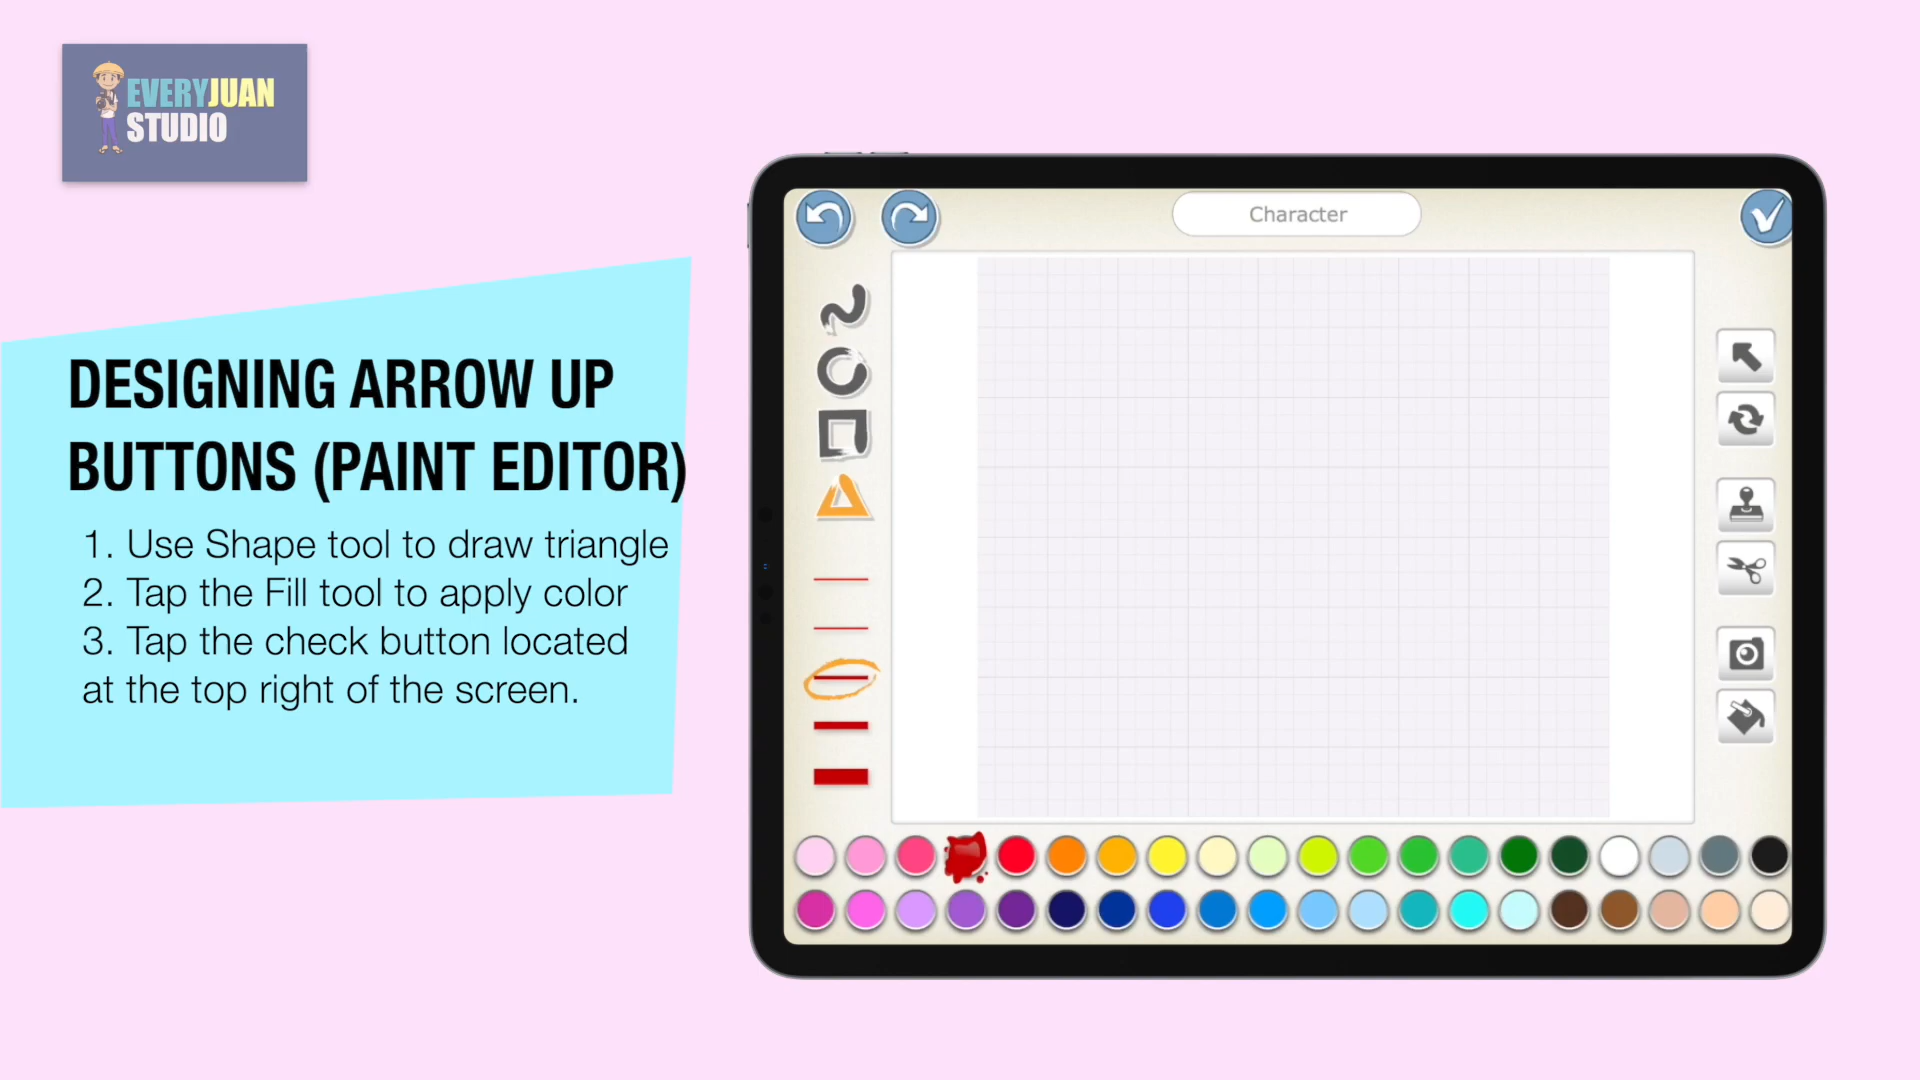 EVERYJUAN
STUDIO
DESIGNING ARROW UP
BUTTONS (PAINT EDITOR)
1. Use Shape tool to draw triangle
2. Tap the Fill tool to apply color
3. Tap the check button located
at the top right of the screen.
Character